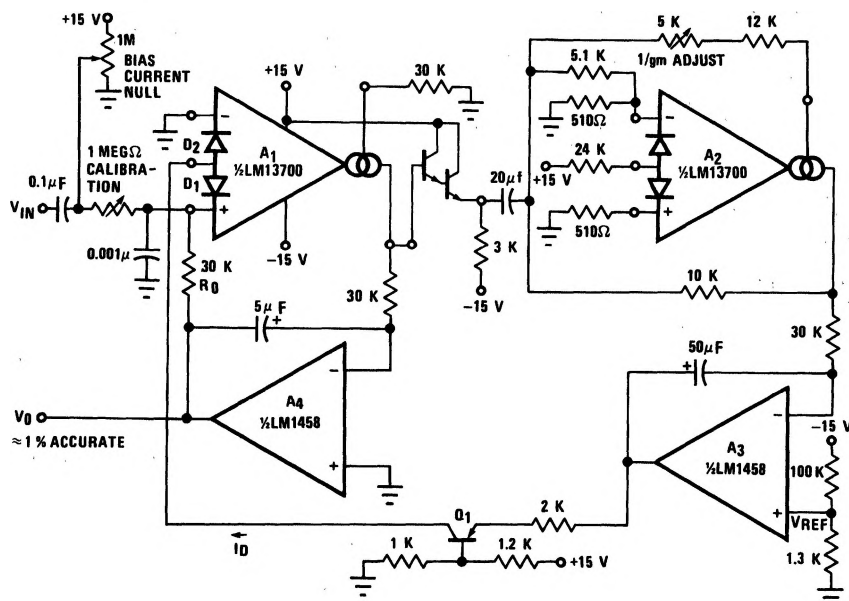 +15 V
1M
BIAS
CURRENT
NULL
+15 V
30 K
5 K
12 K
1/gm ADJUST
5.1 K
510Ω
24 K
+15 V
510Ω
−
+
A2
½LM13700
1 MEGΩ
CALIBRA-
TION
D2
D1
−
+
A1
½LM13700
0.1μF
VIN
0.001μ
−15 V
20μf
3 K
−15 V
30 K
R0
30 K
10 K
30 K
5μF
+
50μF
+
A4
½LM1458
−
+
V0
≈1 % ACCURATE
A3
½LM1458
−
+
−15 V
100K
VREF
1.3 K
Q1
2 K
ID
1 K
1.2 K
+15 V